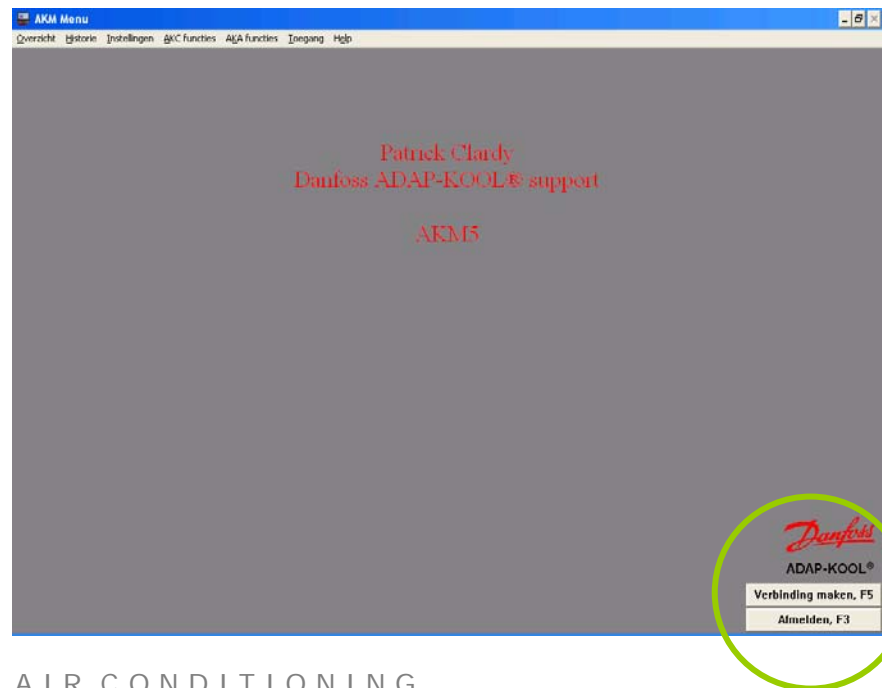 AKM Menu
Overzicht Historie Instellingen AKC functies AKA functies Toegang Help
Patrick Clardy
Danfoss ADAP-KOOL® support
AKM5
Danfoss
ADAP-KOOL®
Verbinding maken, F5
Afmelden, F3
AIR CONDITIONING